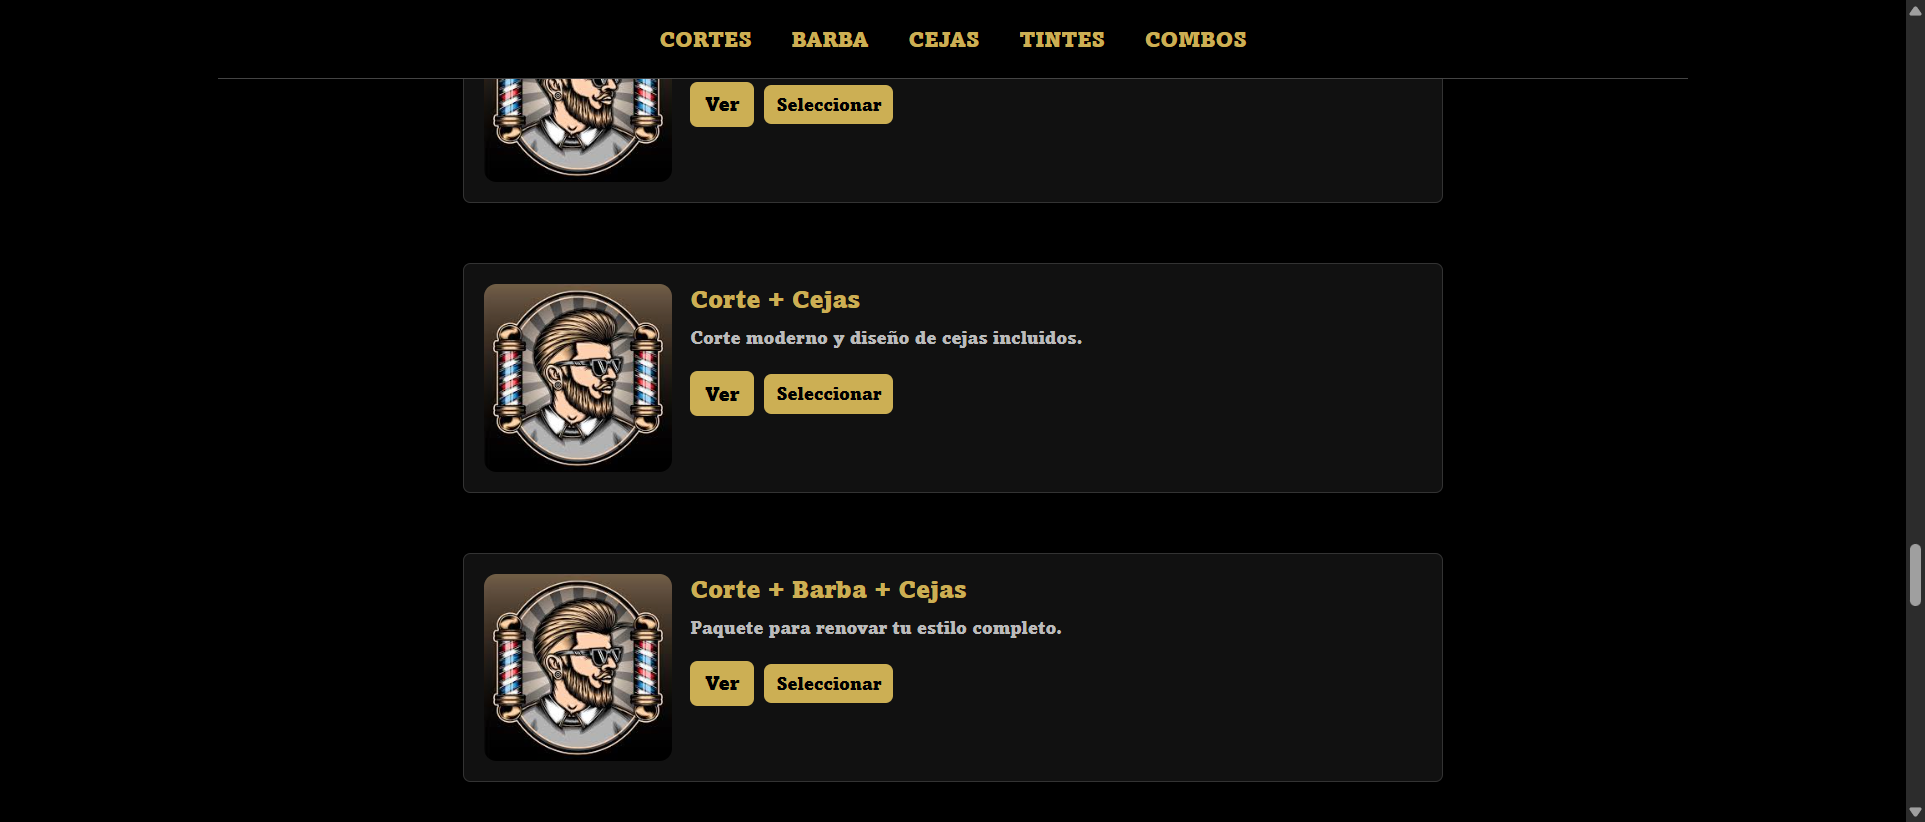 CORTES BARBA CEJAS TINTES COMBOS
Ver Seleccionar
Corte + Cejas
Corte moderno y diseño de cejas incluidos.
Ver Seleccionar
Corte + Barba + Cejas
Paquete para renovar tu estilo completo.
Ver Seleccionar